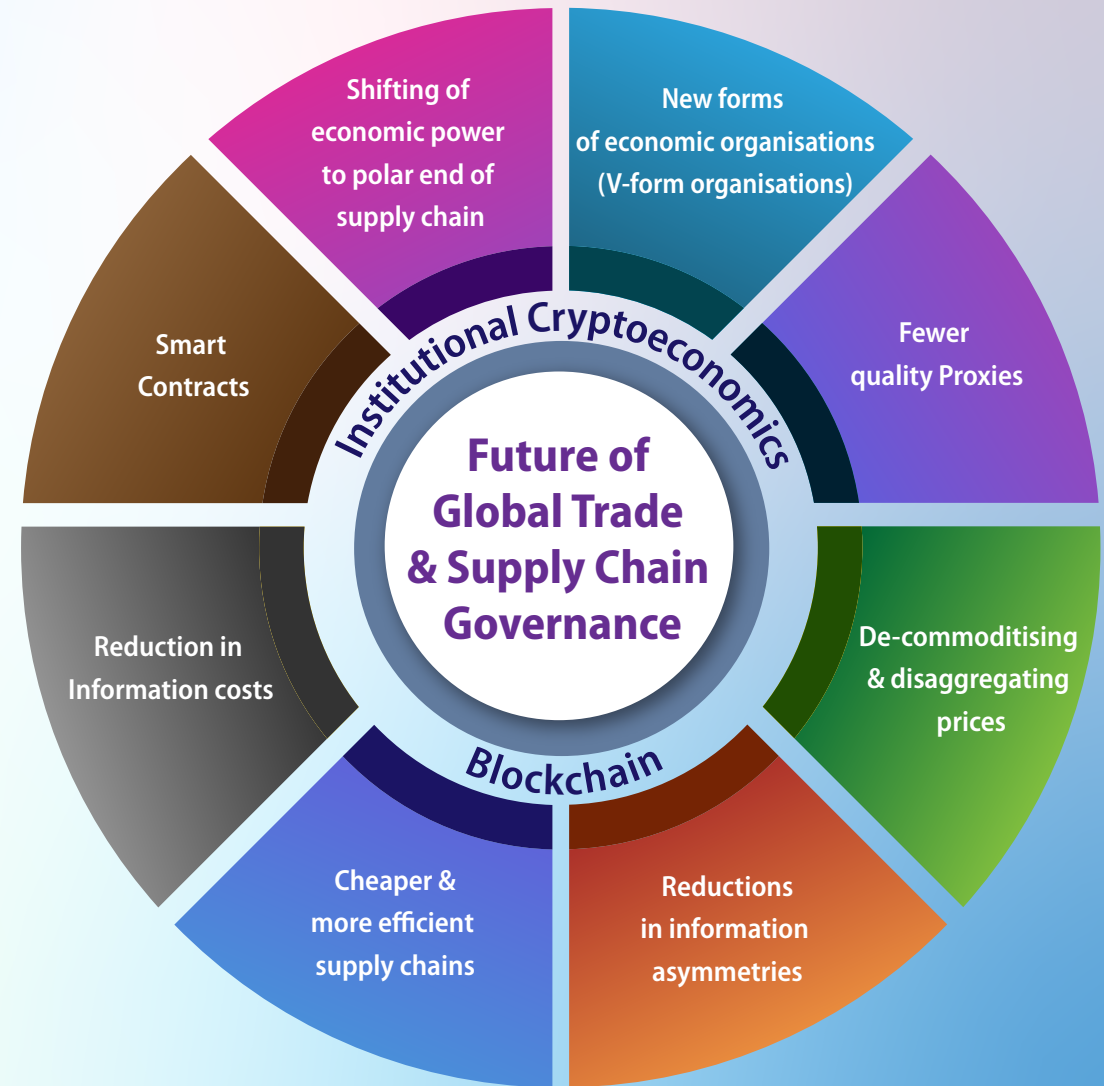 Shifting of
economic power
to polar end of
supply chain
New forms
of economic organisations
(V-form organisations)
Fewer
quality Proxies
De-commoditising
& disaggregating
prices
Reductions
in information
asymmetries
Cheaper &
more efficient
supply chains
Reduction in
Information costs
Smart
Contracts
Institutional Cryptoeconomics
Future of
Global Trade
& Supply Chain
Governance
Blockchain